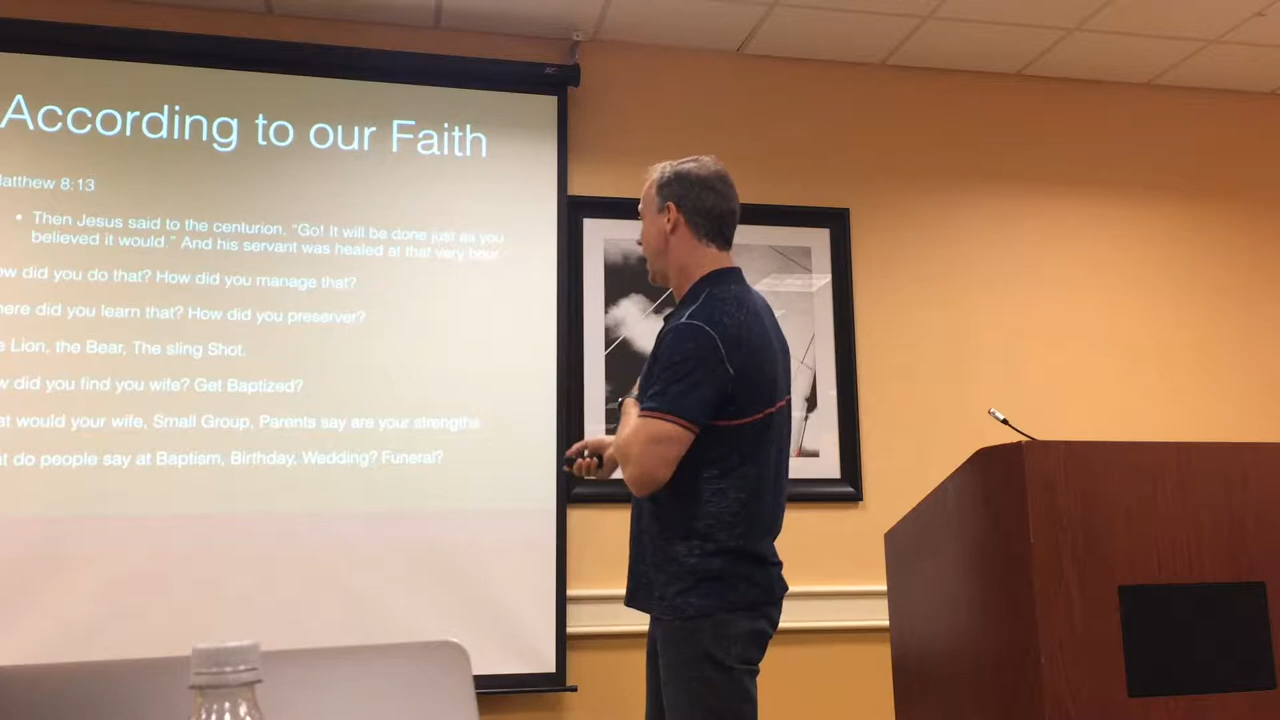 According to our Faith
atthew 8:13
• Then Jesus said to the centurion, “Go! It will be done just as you
believed it would.” And his servant was healed at that very hour.
ow did you do that? How did you manage that?
here did you learn that? How did you preserver?
e Lion, the Bear, The sling Shot.
w did you find you wife? Get Baptized?
at would your wife, Small Group, Parents say are your strengths
t do people say at Baptism, Birthday, Wedding? Funeral?